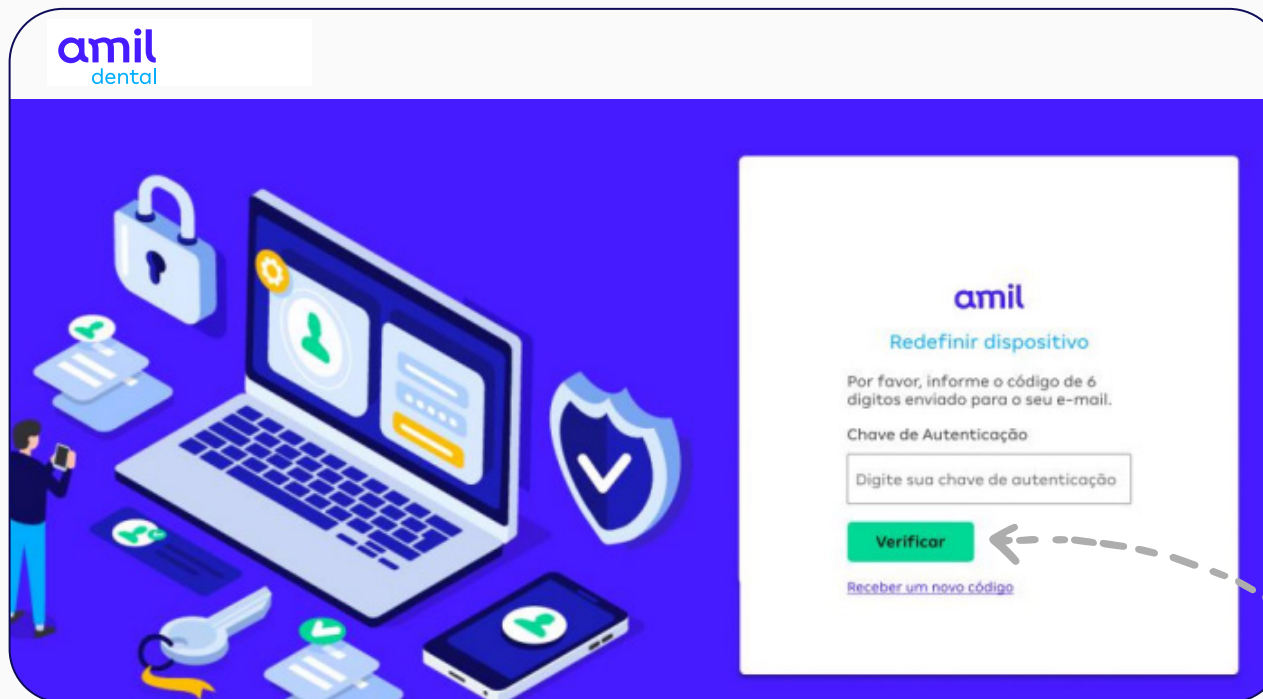 amil
dental
amil
Redefinir dispositivo
Por favor, informe o código de 6
digitos enviado para o seu e-mail.
Chave de Autenticação
Digite sua chave de autenticação
Verificar
Receber um novo código